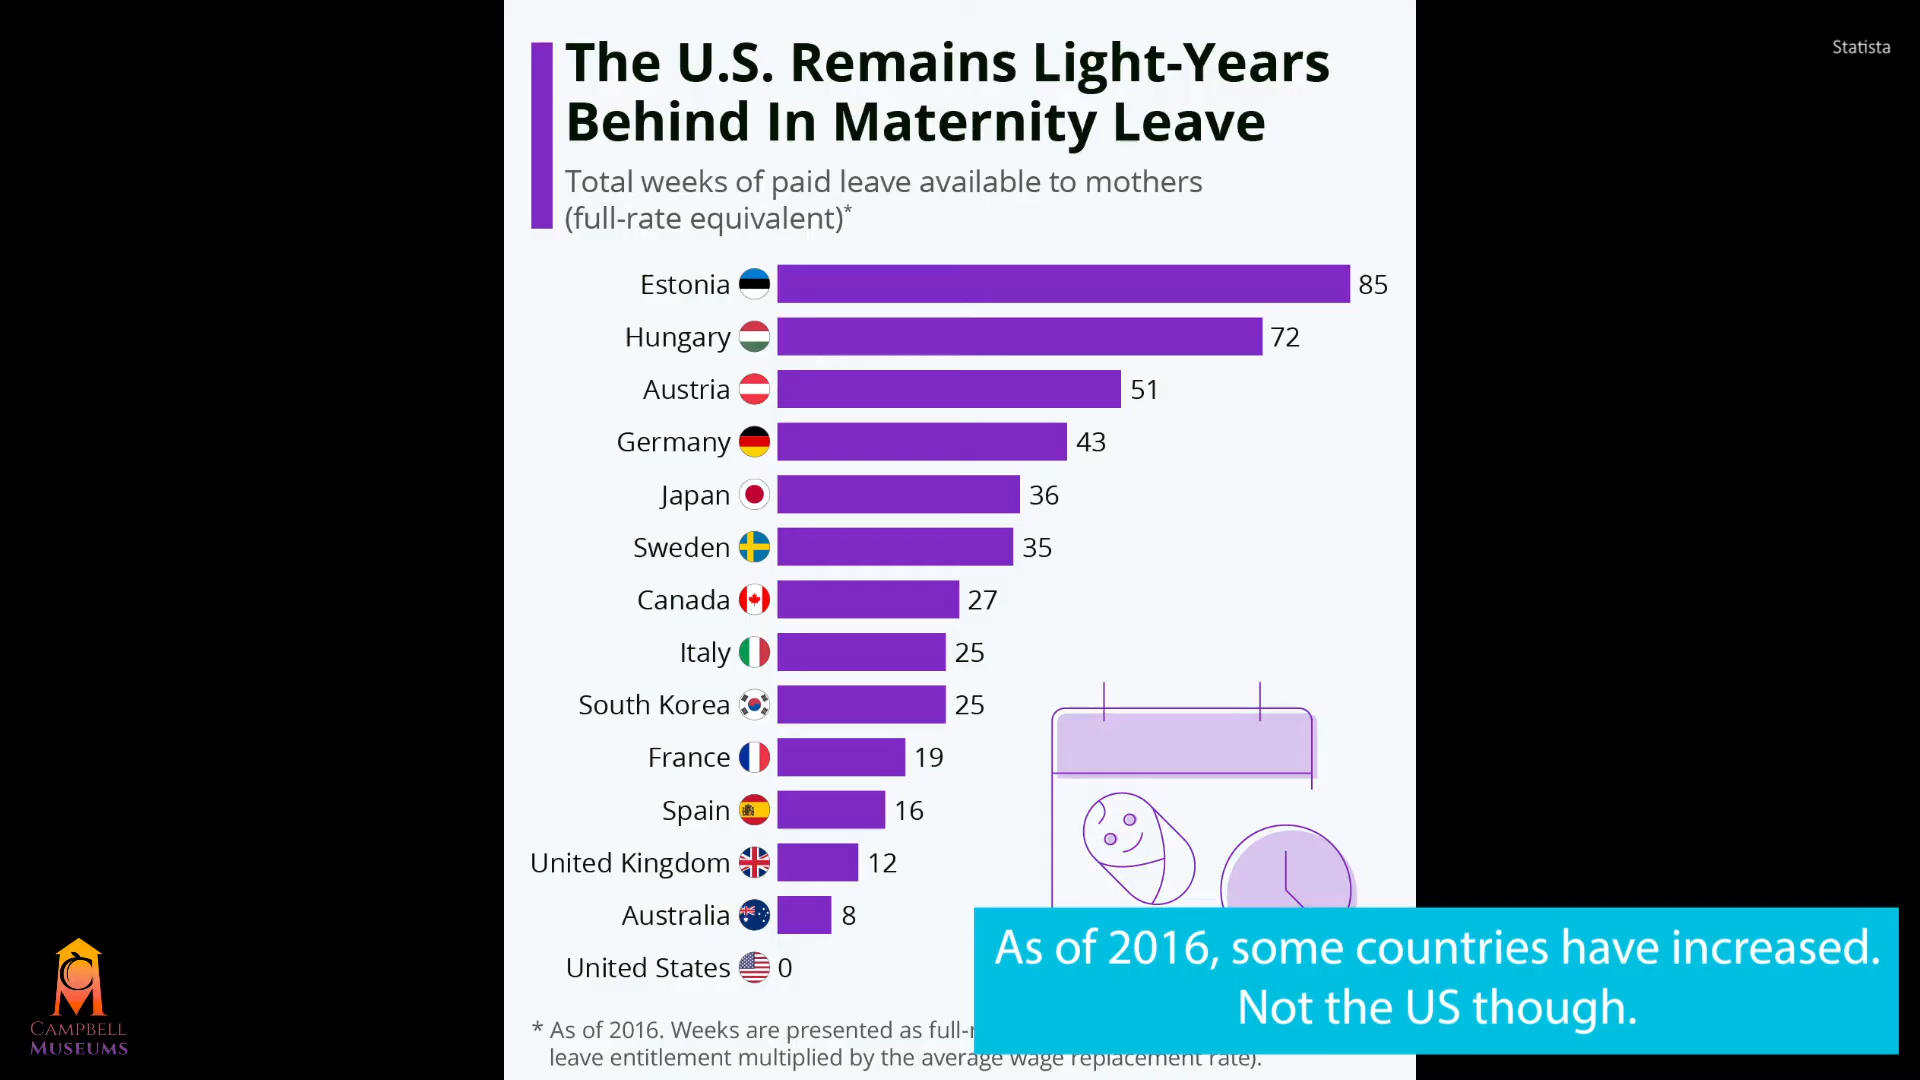 The U.S. Remains Light-Years
Behind In Maternity Leave
Total weeks of paid leave available to mothers
(full-rate equivalent)*
Statista
Estonia 85
Hungary 72
Austria 51
Germany 43
Japan 36
Sweden 35
Canada 27
Italy 25
South Korea 25
France 19
Spain 16
United Kingdom 12
Australia 8
United States 0
As of 2016, some countries have increased.
Not the US though.
* As of 2016. Weeks are presented as full-
leave entitlement multiplied by the average wage replacement rate).
CAMPBELL
MUSEUMS